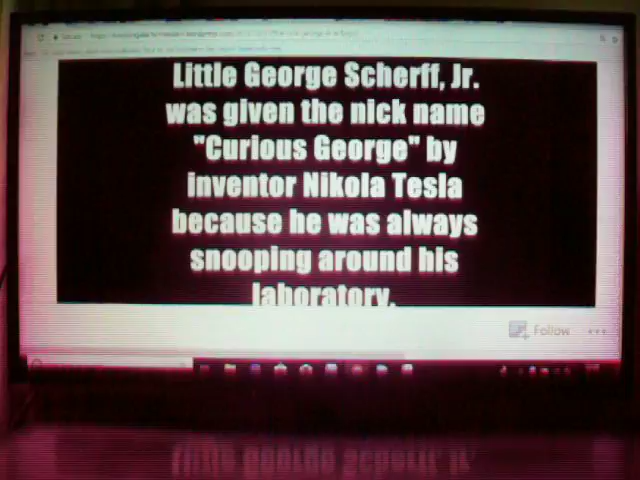 Little George Scherff, Jr.
was given the nick name
"Curious George" by
inventor Nikola Tesla
because he was always
snooping around his
laboratory.
Follow